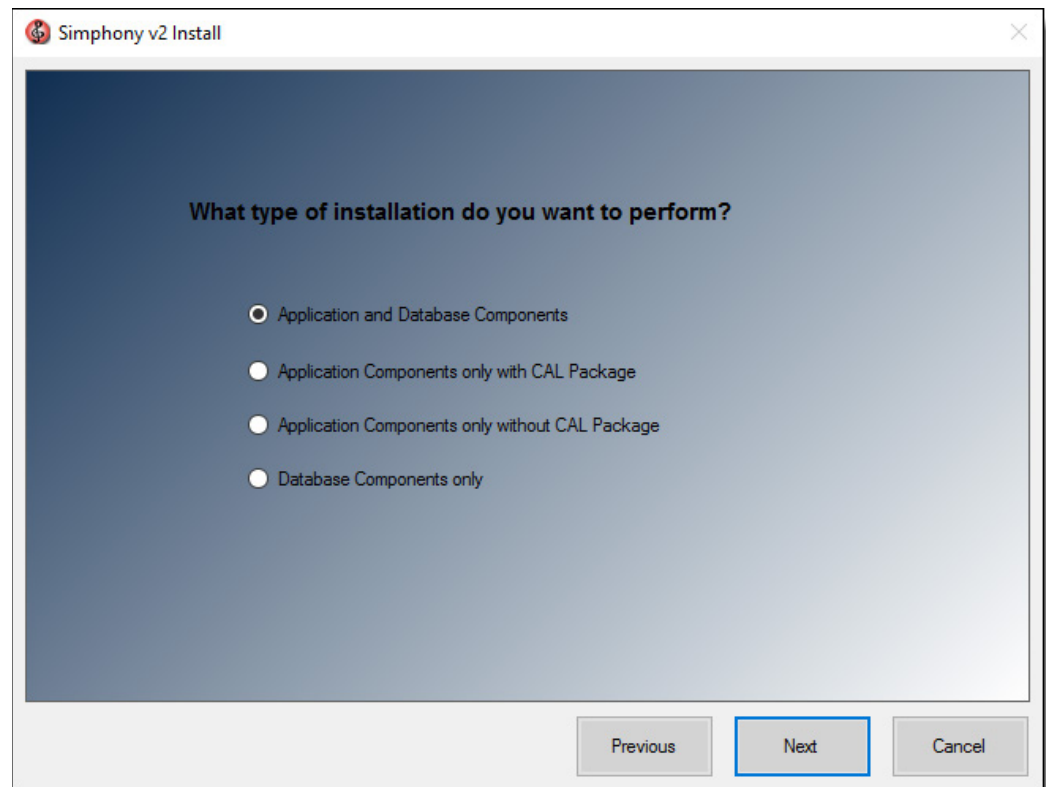 Simphony v2 Install
What type of installation do you want to perform?
Application and Database Components
Application Components only with CAL Package
Application Components only without CAL Package
Database Components only
Previous Next Cancel